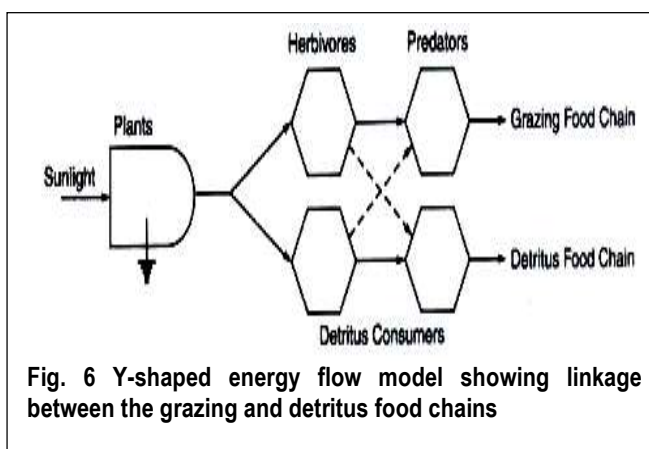 Herbivores Predators
Plants
Grazing Food Chain
Sunlight
Detritus Food Chain
Detritus Consumers
Fig. 6 Y-shaped energy flow model showing linkage
between the grazing and detritus food chains